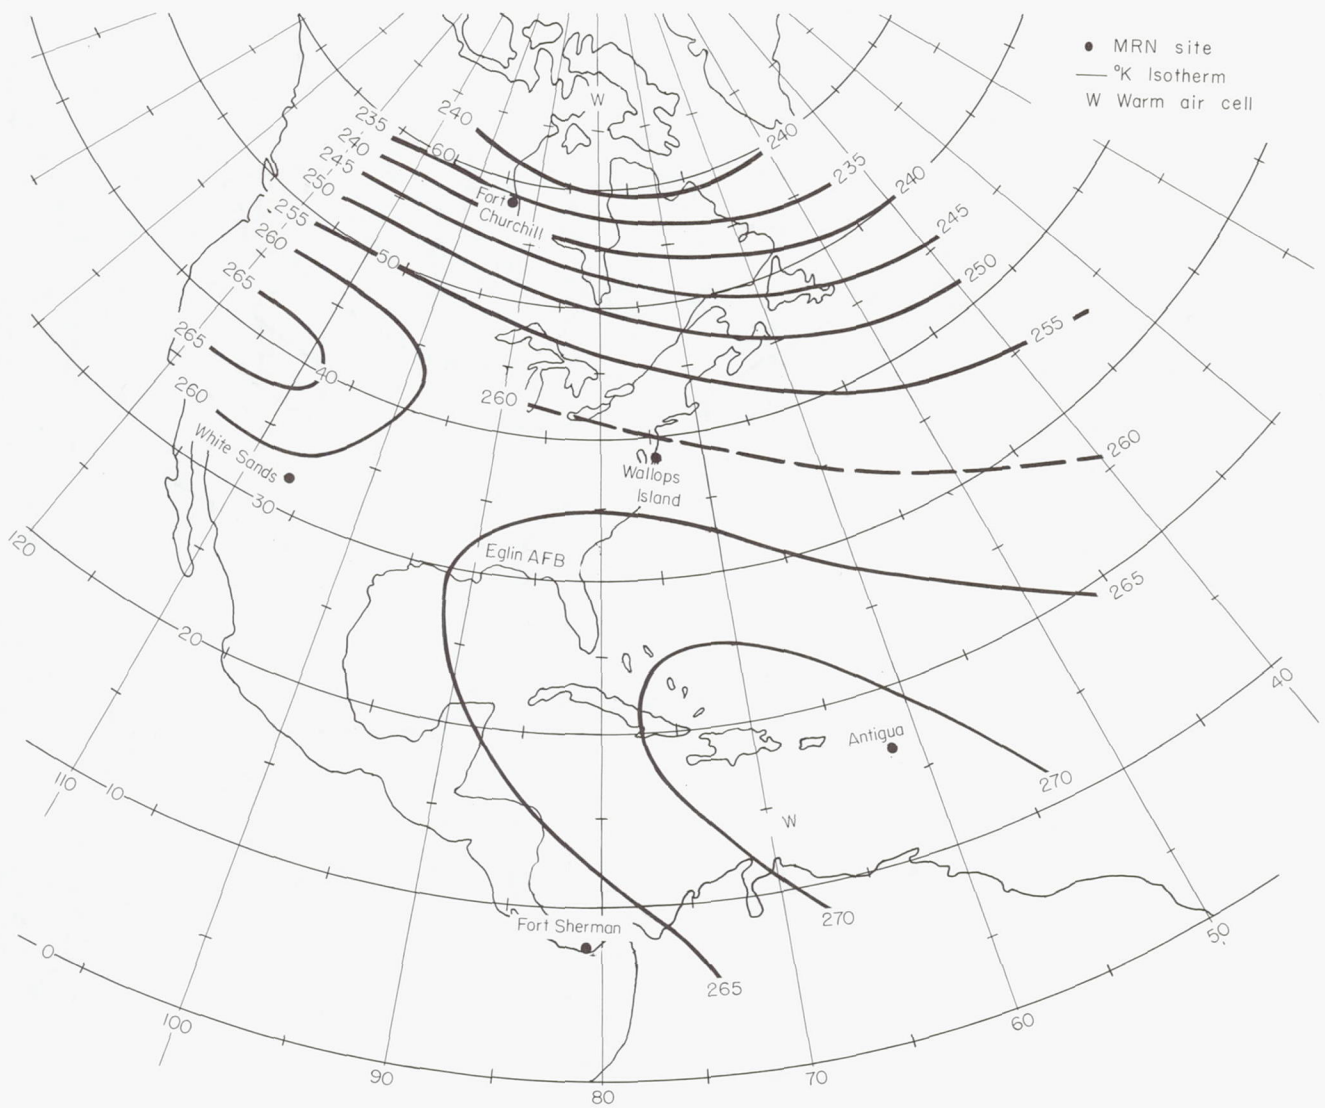 MRN site
°K Isotherm
W Warm air cell
W
240
235
240
245
250
255
260
265
265
260
60
50
40
30
20
10
0
240
235
240
245
250
255
260
260
265
270
270
265
Fort
Churchill
White Sands
Wallops
Island
Eglin AFB
Antigua
W
Fort Sherman
120
110
100
90
80
70
60
50
40